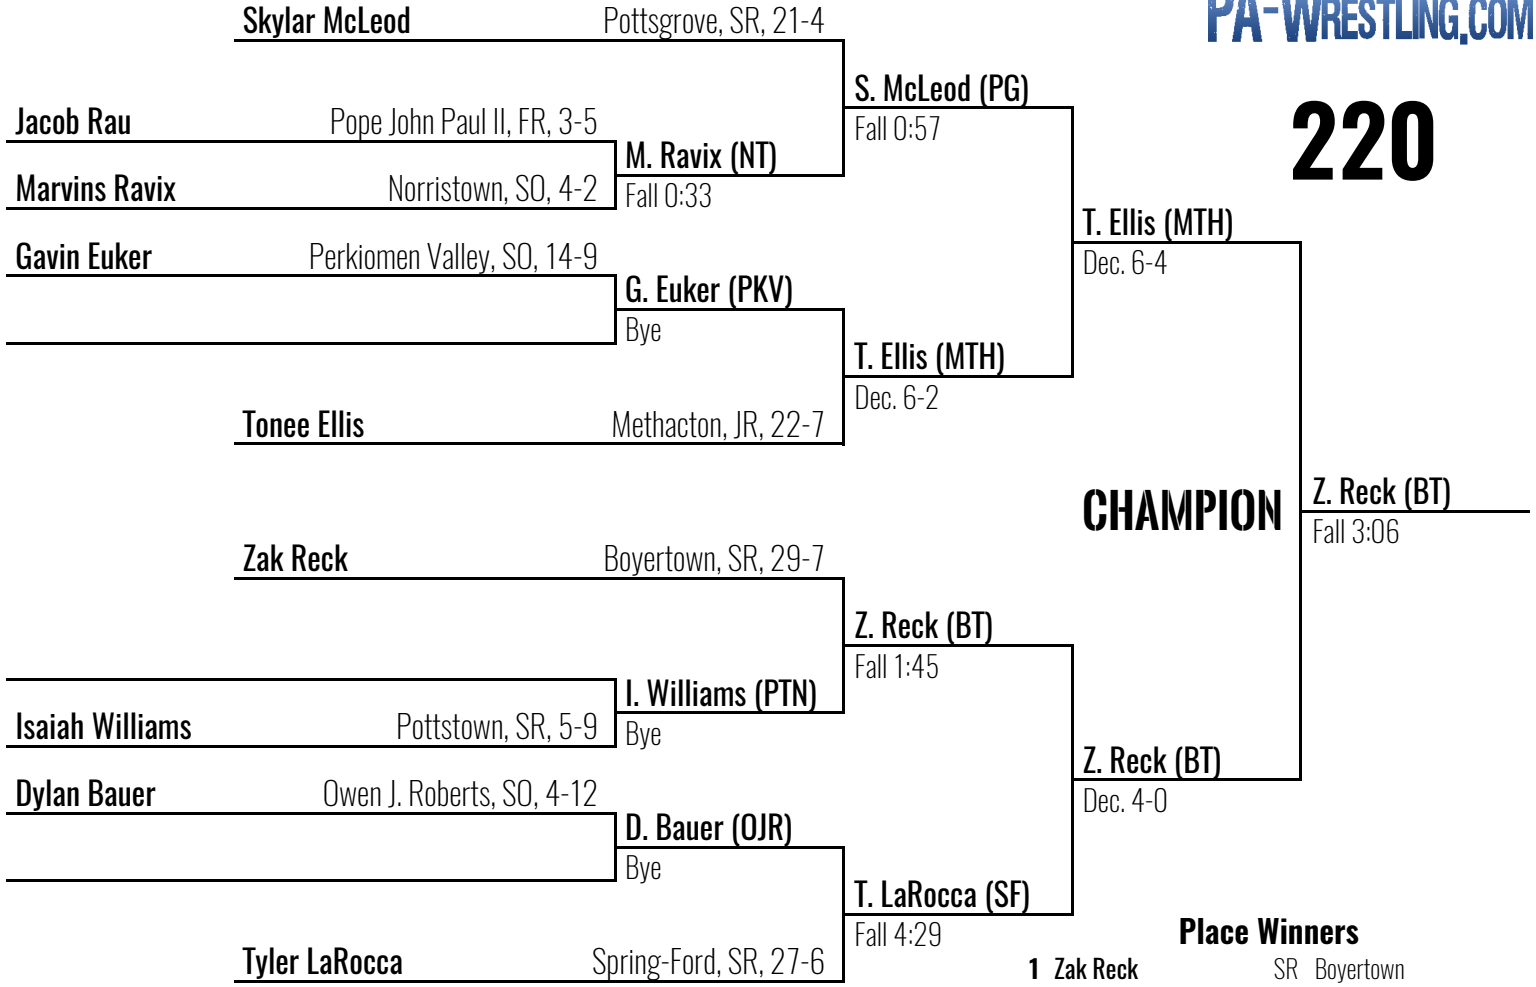 Skylar McLeod Pottsgrove, SR, 21-4
PA-WRESTLING.COM
S. McLeod (PG)
Fall 0:57
220
Jacob Rau Pope John Paul II, FR, 3-5
M. Ravix (NT)
Fall 0:33
Marvins Ravix Norristown, SO, 4-2
T. Ellis (MTH)
Dec. 6-4
Gavin Euker Perkiomen Valley, SO, 14-9
G. Euker (PKV)
Bye
T. Ellis (MTH)
Dec. 6-2
Tonee Ellis Methacton, JR, 22-7
CHAMPION
Z. Reck (BT)
Fall 3:06
Zak Reck Boyertown, SR, 29-7
Z. Reck (BT)
Fall 1:45
I. Williams (PTN)
Bye
Isaiah Williams Pottstown, SR, 5-9
Z. Reck (BT)
Dec. 4-0
Dylan Bauer Owen J. Roberts, SO, 4-12
D. Bauer (OJR)
Bye
T. LaRocca (SF)
Fall 4:29
Tyler LaRocca Spring-Ford, SR, 27-6
Place Winners
1 Zak Reck SR Boyertown